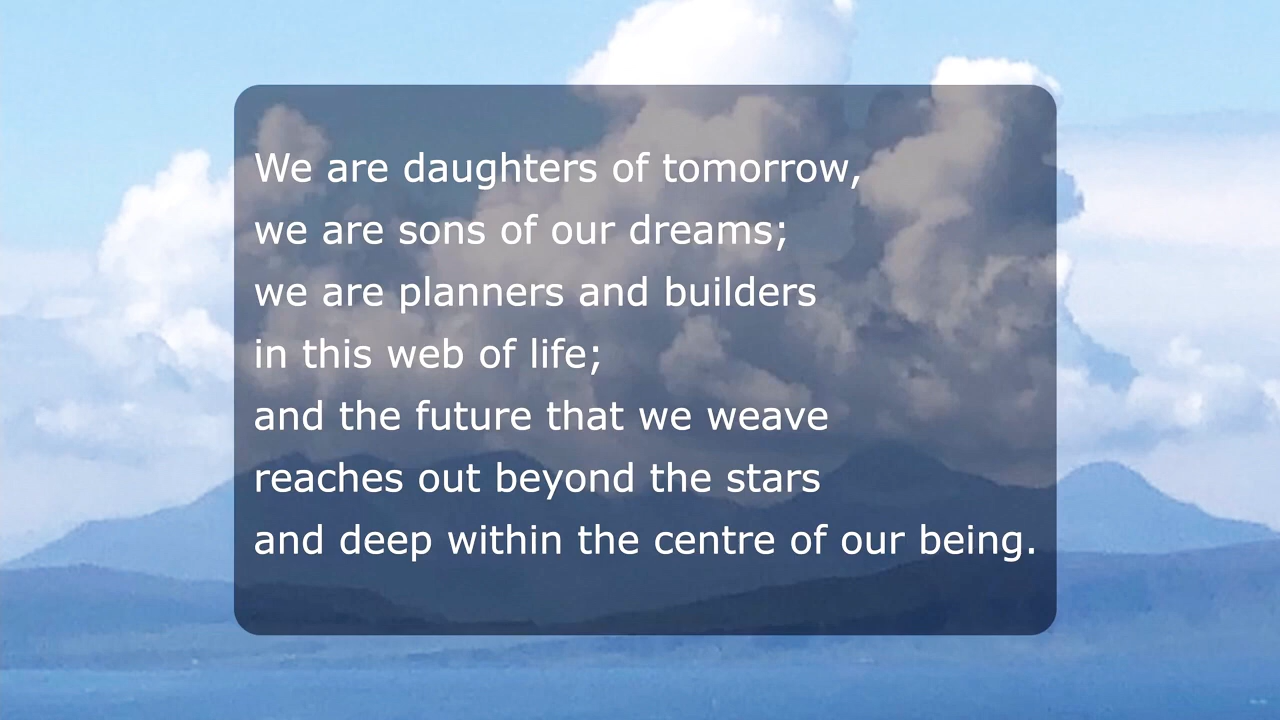 We are daughters of tomorrow,
we are sons of our dreams;
we are planners and builders
in this web of life;
and the future that we weave
reaches out beyond the stars
and deep within the centre of our being.